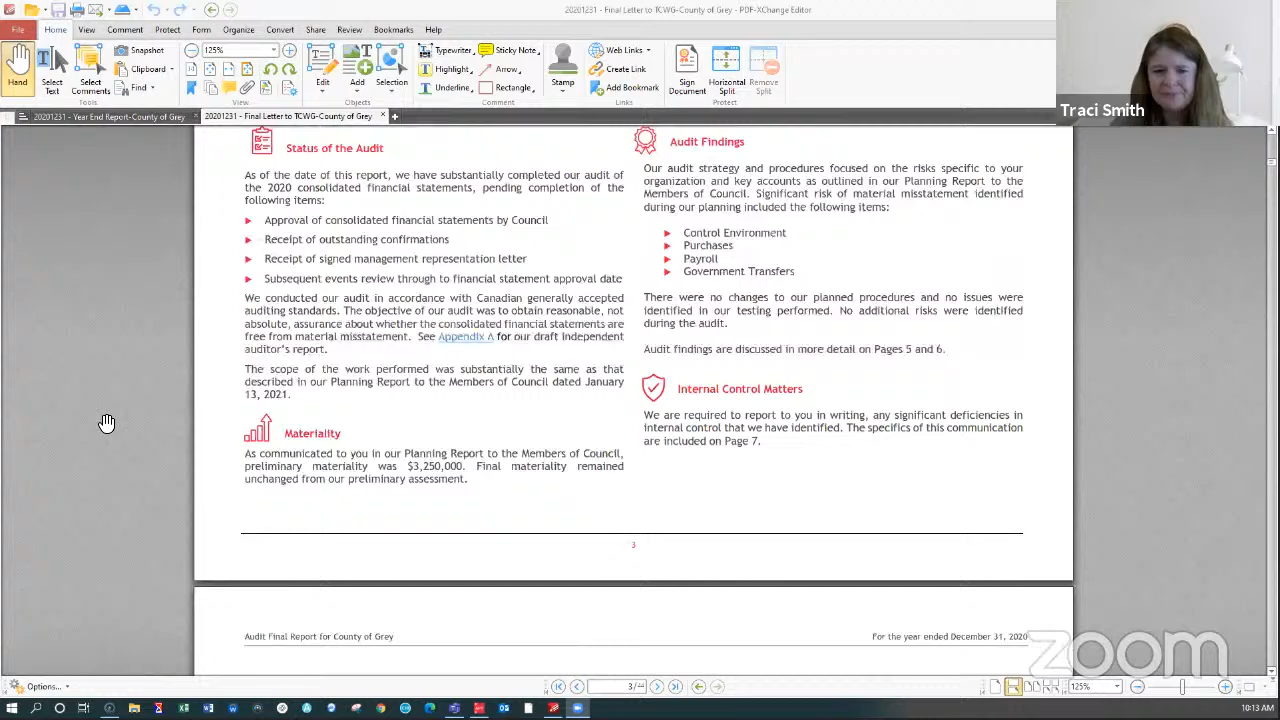 20201231 - Final Letter to TCWG-County of Grey - PDF-XChange Editor
File Home View Comment Protect Form Organize Convert Share Review Bookmarks Help
Hand
Select Text
Select Comments
Snapshot
Clipboard
Find
Tools
125%
View
Edit
Add
Selection
Objects
Typewriter
Highlight
Underline
Sticky Note
Arrow
Rectangle
Stamp
Comment
Web Links
Create Link
Add Bookmark
Links
Sign Document
Horizontal Split
Remove Split
Protect
Traci Smith
20201231 - Year End Report-County of Grey
20201231 - Final Letter to TCWG-County of Grey
Status of the Audit
As of the date of this report, we have substantially completed our audit of
the 2020 consolidated financial statements, pending completion of the
following items:
Approval of consolidated financial statements by Council
Receipt of outstanding confirmations
Receipt of signed management representation letter
Subsequent events review through to financial statement approval date
We conducted our audit in accordance with Canadian generally accepted
auditing standards. The objective of our audit was to obtain reasonable, not
absolute, assurance about whether the consolidated financial statements are
free from material misstatement. See Appendix A for our draft independent
auditor's report.
The scope of the work performed was substantially the same as that
described in our Planning Report to the Members of Council dated January
13, 2021.
Materiality
As communicated to you in our Planning Report to the Members of Council,
preliminary materiality was $3,250,000. Final materiality remained
unchanged from our preliminary assessment.
Audit Findings
Our audit strategy and procedures focused on the risks specific to your
organization and key accounts as outlined in our Planning Report to the
Members of Council. Significant risk of material misstatement identified
during our planning included the following items:
Control Environment
Purchases
Payroll
Government Transfers
There were no changes to our planned procedures and no issues were
identified in our testing performed. No additional risks were identified
during the audit.
Audit findings are discussed in more detail on Pages 5 and 6.
Internal Control Matters
We are required to report to you in writing, any significant deficiencies in
internal control that we have identified. The specifics of this communication
are included on Page 7.
3
Audit Final Report for County of Grey
For the year ended December 31, 2020
zoom
Options...
125%
10:13 AM